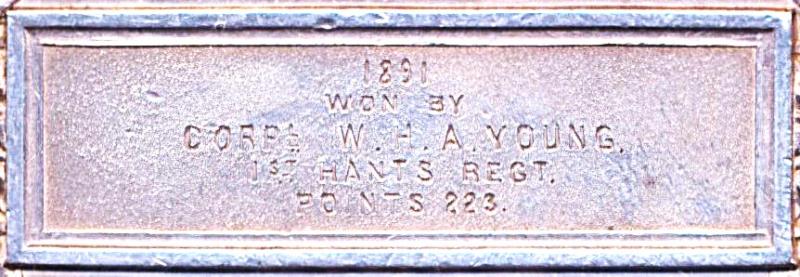 1891
WON BY
CORPL W.H.A. YOUNG.
1ST HANTS REGT.
POINTS 223.